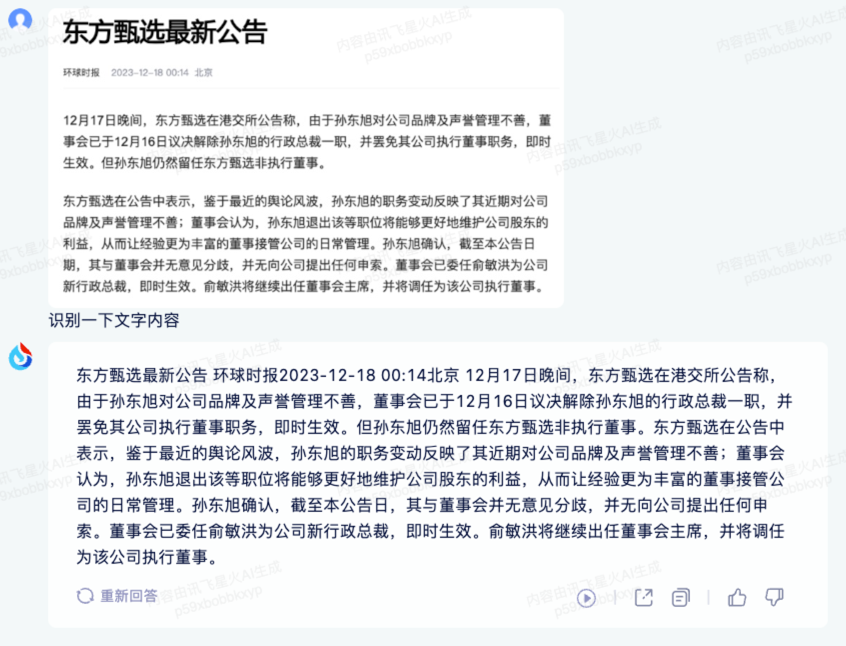 东方甄选最新公告
环球时报 2023-12-18 00:14 北京
12月17日晚间，东方甄选在港交所公告称，由于孙东旭对公司品牌及声誉管理不善，董
事会已于12月16日议决解除孙东旭的行政总裁一职，并罢免其公司执行董事职务，即时
生效。但孙东旭仍然留任东方甄选非执行董事。
东方甄选在公告中表示，鉴于最近的舆论风波，孙东旭的职务变动反映了其近期对公司
品牌及声誉管理不善；董事会认为，孙东旭退出该等职位将能够更好地维护公司股东的
利益，从而让经验更为丰富的董事接管公司的日常管理。孙东旭确认，截至本公告日
期，其与董事会并无意见分歧，并无向公司提出任何申索。董事会已委任俞敏洪为公司
新行政总裁，即时生效。俞敏洪将继续出任董事会主席，并将调任为该公司执行董事。
识别一下文字内容
东方甄选最新公告 环球时报2023-12-18 00:14北京 12月17日晚间，东方甄选在港交所公告称，
由于孙东旭对公司品牌及声誉管理不善，董事会已于12月16日议决解除孙东旭的行政总裁一职，并
罢免其公司执行董事职务，即时生效。但孙东旭仍然留任东方甄选非执行董事。东方甄选在公告中
表示，鉴于最近的舆论风波，孙东旭的职务变动反映了其近期对公司品牌及声誉管理不善；董事会
认为，孙东旭退出该等职位将能够更好地维护公司股东的利益，从而让经验更为丰富的董事接管公
司的日常管理。孙东旭确认，截至本公告日，其与董事会并无意见分歧，并无向公司提出任何申
索。董事会已委任俞敏洪为公司新行政总裁，即时生效。俞敏洪将继续出任董事会主席，并将调任
为该公司执行董事。
重新回答
内容由讯飞星火AI生成
p59xbobbkxyp